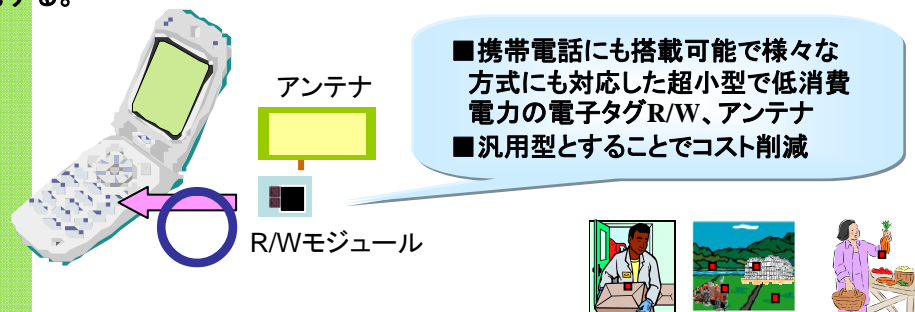 する。
■携帯電話にも搭載可能で様々な
方式にも対応した超小型で低消費
電力の電子タグR/W、アンテナ
■汎用型とすることでコスト削減
アンテナ
R/Wモジュール